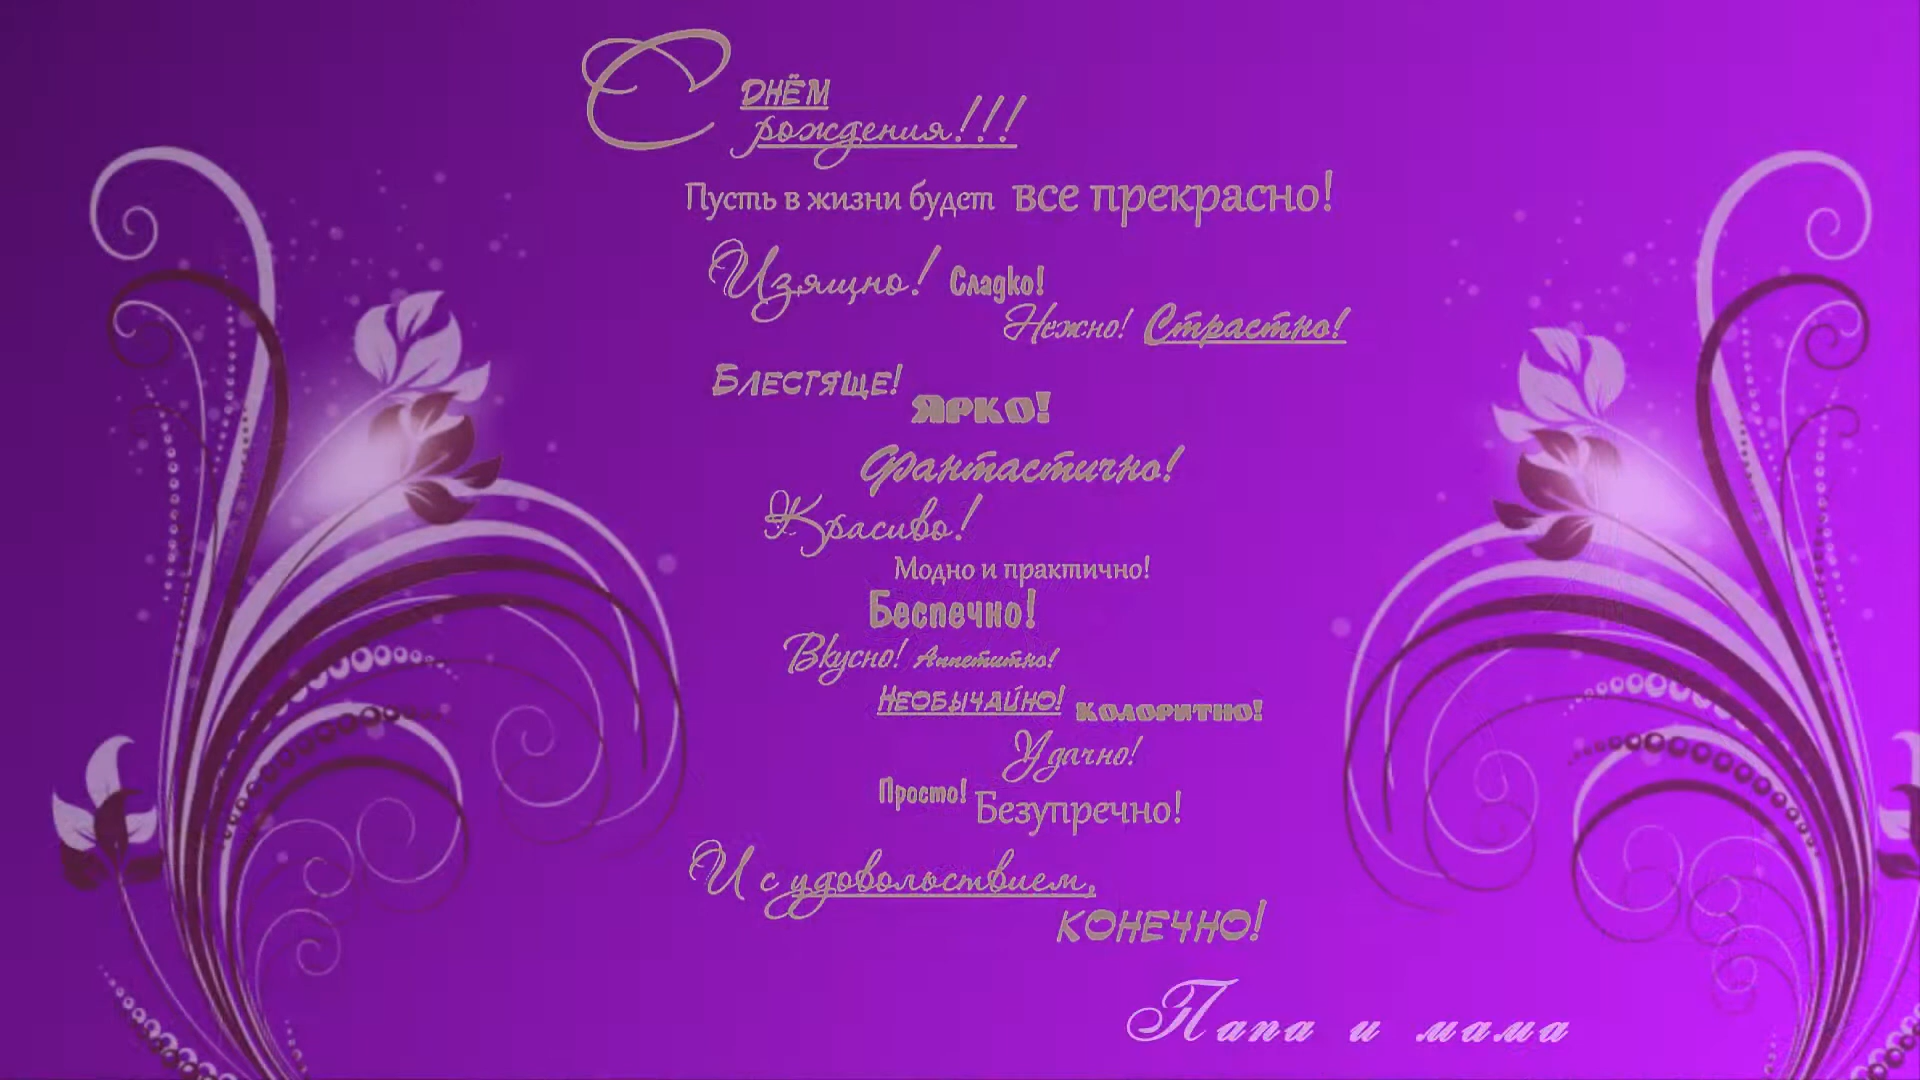 С днём
рождения!!!
Пусть в жизни будет все прекрасно!
Изящно! Сладко!
Нежно! Страстно!
Блестяще!
Ярко!
Фантастично!
Красиво!
Модно и практично!
Беспечно!
Вкусно! Аппетитно!
Необычайно! Колоритно!
Удачно!
Просто! Безупречно!
И с удовольствием,
конечно!
Папа и мама